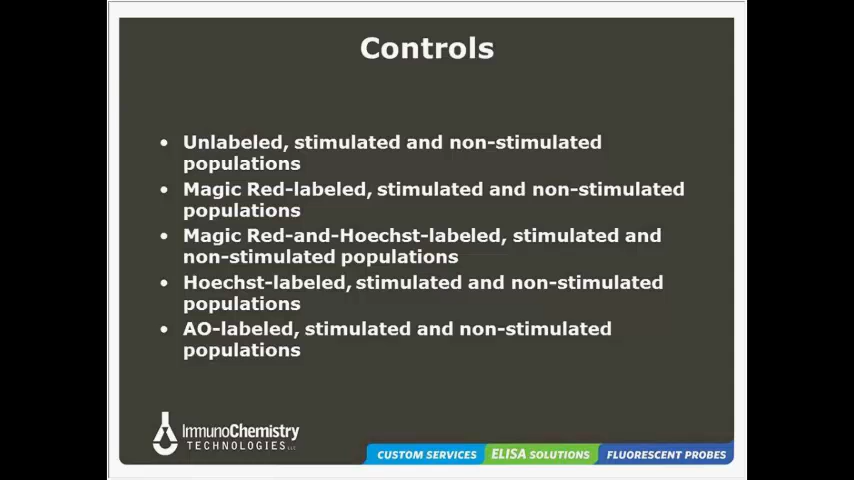 Controls
• Unlabeled, stimulated and non-stimulated
populations
• Magic Red-labeled, stimulated and non-stimulated
populations
• Magic Red-and-Hoechst-labeled, stimulated and
non-stimulated populations
• Hoechst-labeled, stimulated and non-stimulated
populations
• AO-labeled, stimulated and non-stimulated
populations
ImmunoChemistry
TECHNOLOGIES LLC
CUSTOM SERVICES ELISA SOLUTIONS FLUORESCENT PROBES